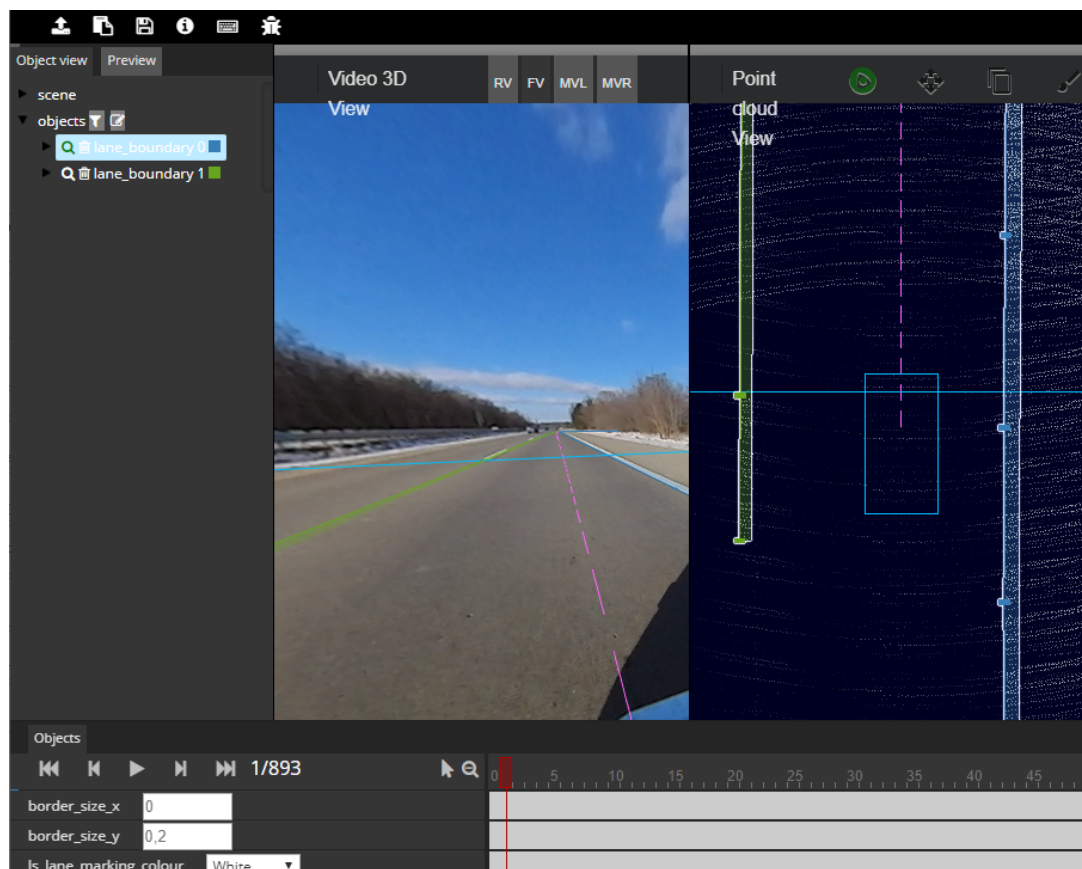 Object view Preview
scene
objects
lane_boundary 0
lane_boundary 1
Video 3D
View
RV FV MVL MVR
Point
cloud
View
Objects
1/893
0 5 10 15 20 25 30 35 40 45
border_size_x 0
border_size_y 0,2
Is_lane_marking_colour White